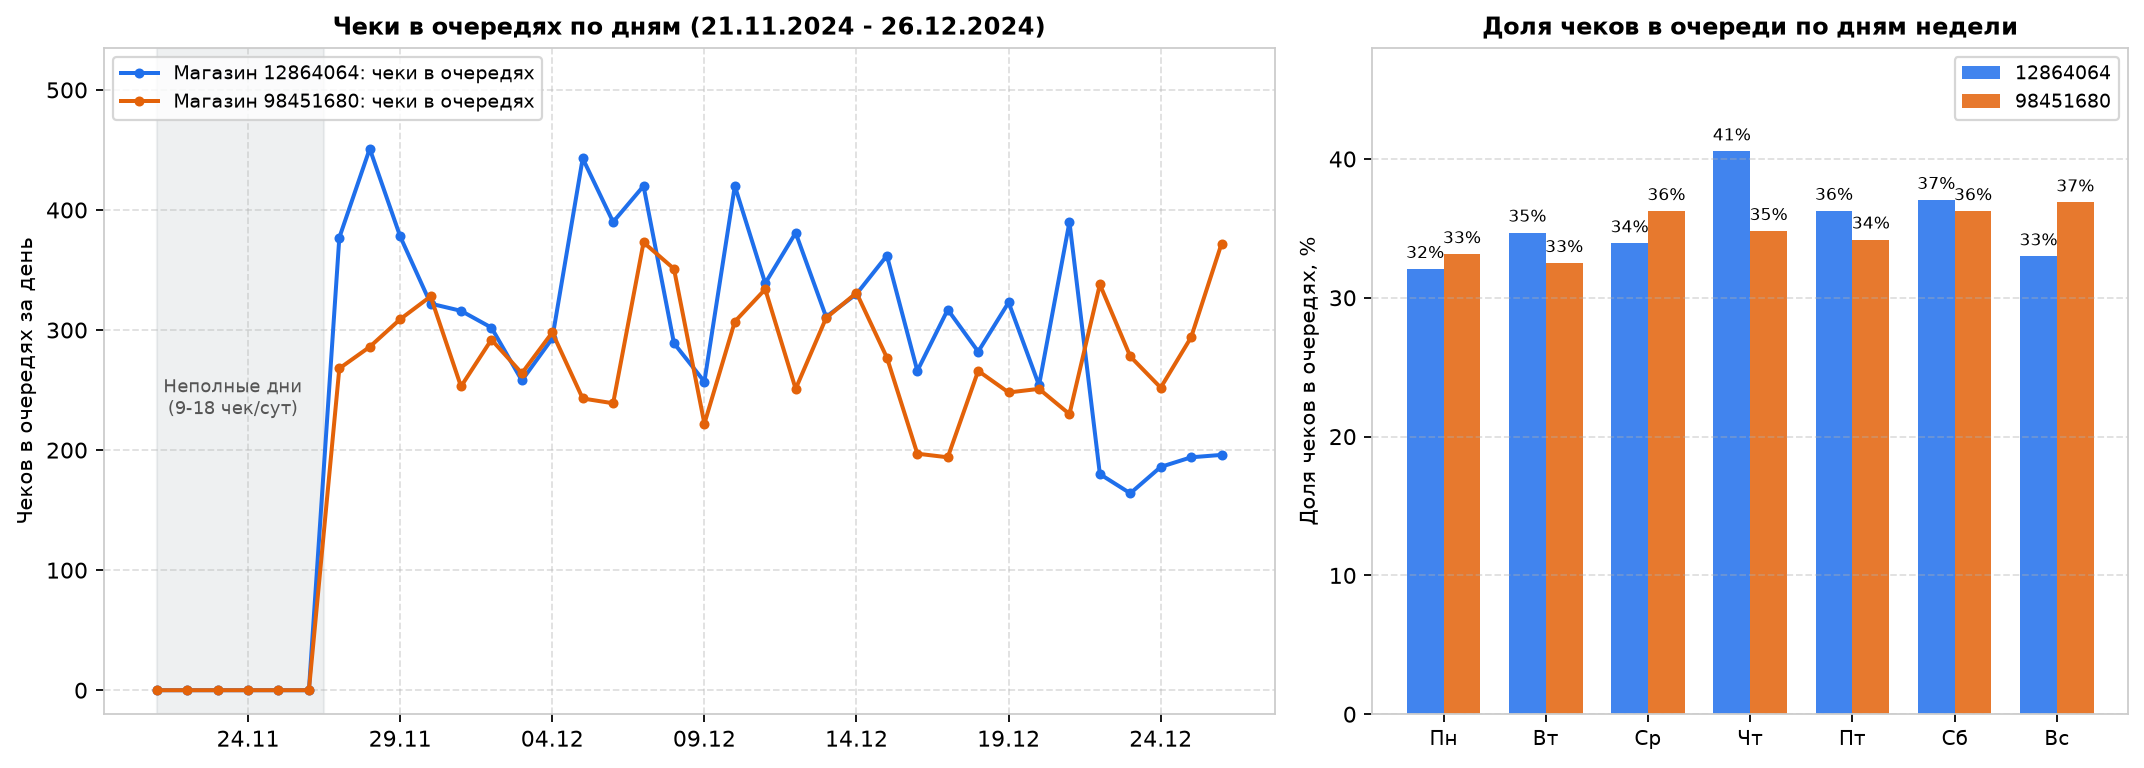 Чеки в очередях по дням (21.11.2024 - 26.12.2024)
Чеков в очередях за день
500
400
300
200
100
0
Магазин 12864064: чеки в очередях
Магазин 98451680: чеки в очередях
Неполные дни
(9-18 чек/сут)
24.11
29.11
04.12
09.12
14.12
19.12
24.12
Доля чеков в очереди по дням недели
Доля чеков в очередях, %
40
30
20
10
0
12864064
98451680
32%
33%
35%
33%
34%
36%
41%
35%
36%
34%
37%
36%
33%
37%
Пн
Вт
Ср
Чт
Пт
Сб
Вс